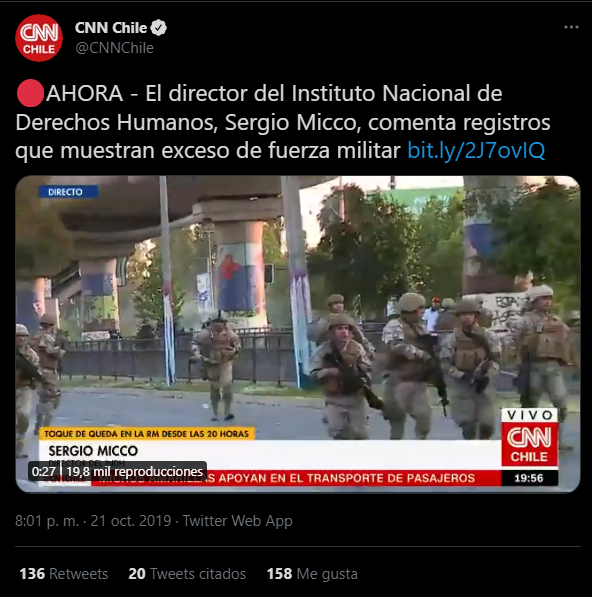 CNN
CHILE
CNN Chile
@CNNChile
AHORA - El director del Instituto Nacional de
Derechos Humanos, Sergio Micco, comenta registros
que muestran exceso de fuerza militar bit.ly/2J7ovIQ
DIRECTO
TOQUE DE QUEDA EN LA RM DESDE LAS 20 HORAS
SERGIO MICCO
0:27 | 19,8 mil reproducciones
AS APOYAN EN EL TRANSPORTE DE PASAJEROS
VIVO
CNN
CHILE
19:56
8:01 p. m. · 21 oct. 2019 · Twitter Web App
136 Retweets 20 Tweets citados 158 Me gusta